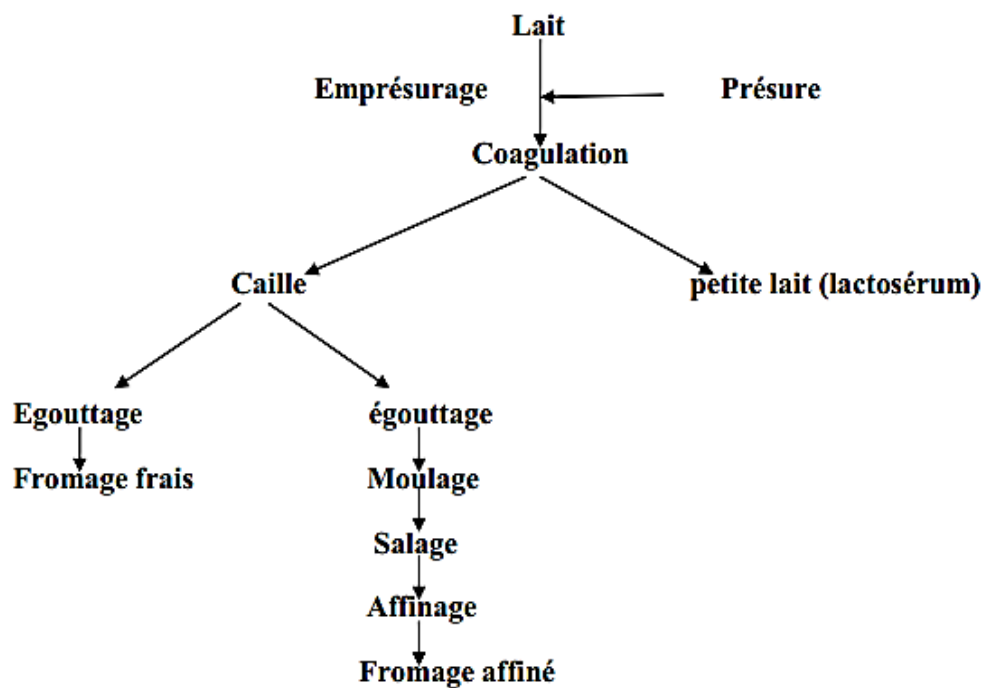 Lait
Emprésurage Présure
Coagulation
Caille petite lait (lactosérum)
Egouttage égouttage
Fromage frais Moulage
Salage
Affinage
Fromage affiné